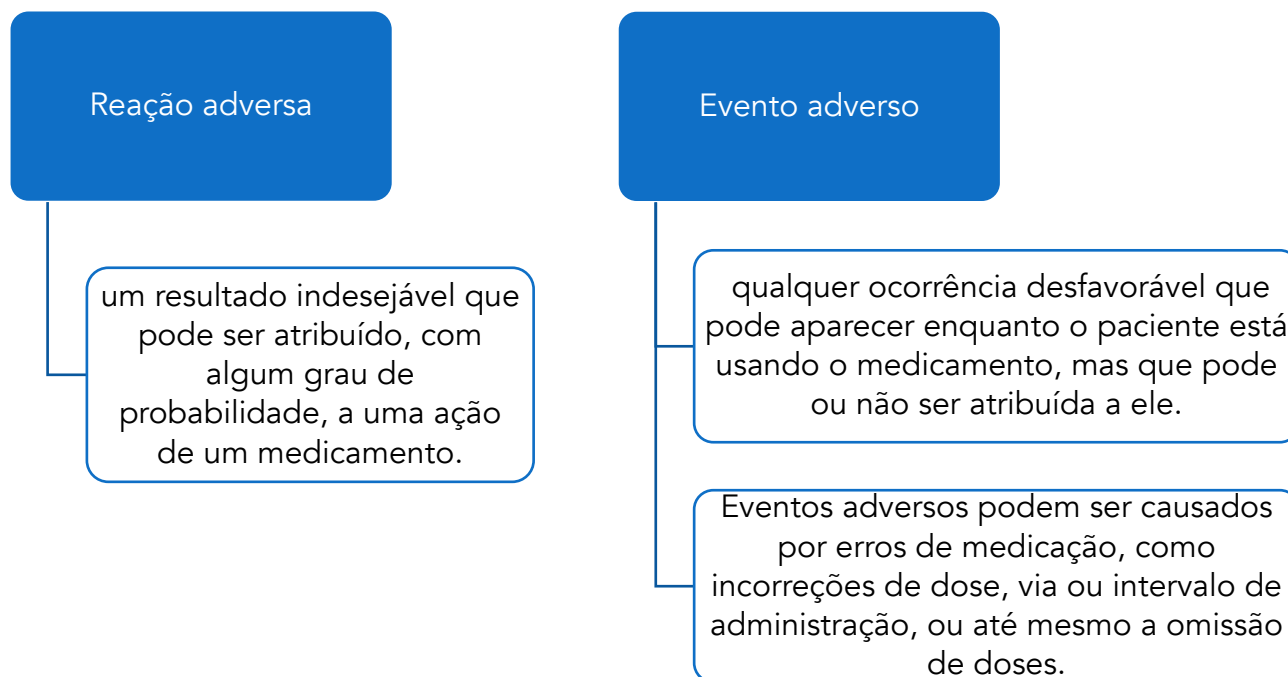 Reação adversa
um resultado indesejável que
pode ser atribuído, com
algum grau de
probabilidade, a uma ação
de um medicamento.
Evento adverso
qualquer ocorrência desfavorável que
pode aparecer enquanto o paciente está
usando o medicamento, mas que pode
ou não ser atribuída a ele.
Eventos adversos podem ser causados
por erros de medicação, como
incorreções de dose, via ou intervalo de
administração, ou até mesmo a omissão
de doses.